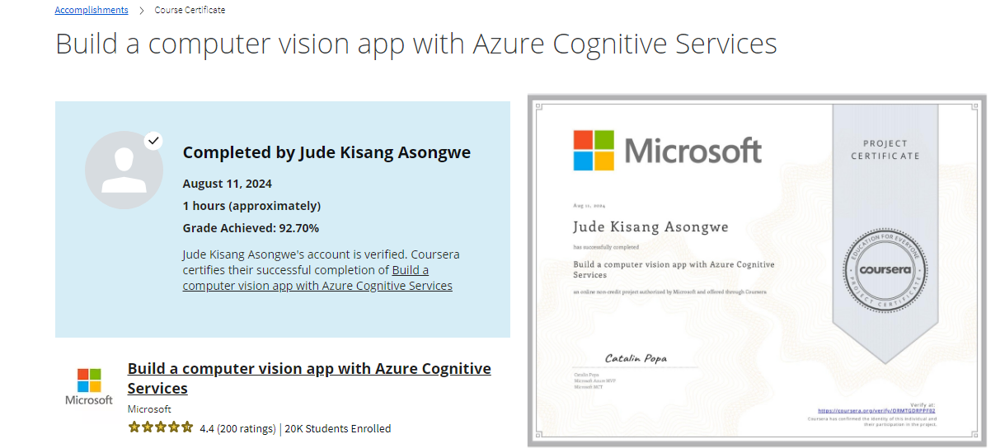 Accomplishments > Course Certificate
Build a computer vision app with Azure Cognitive Services
Completed by Jude Kisang Asongwe
August 11, 2024
1 hours (approximately)
Grade Achieved: 92.70%
Jude Kisang Asongwe's account is verified. Coursera
certifies their successful completion of Build a
computer vision app with Azure Cognitive Services
Microsoft
Build a computer vision app with Azure Cognitive
Services
Microsoft
4.4 (200 ratings) | 20K Students Enrolled
Microsoft
PROJECT
CERTIFICATE
Aug 11, 2024
Jude Kisang Asongwe
has successfully completed
Build a computer vision app with Azure Cognitive
Services
an online non-credit project authorized by Microsoft and offered through Coursera
EDUCATION FOR EVERYONE
coursera
PROJECT CERTIFICATE
Catalin Popa
Catalin Popa
Microsoft Azure MVP
Microsoft MCT
Verify at:
Coursera has confirmed the identity of this individual and
their participation in the project.